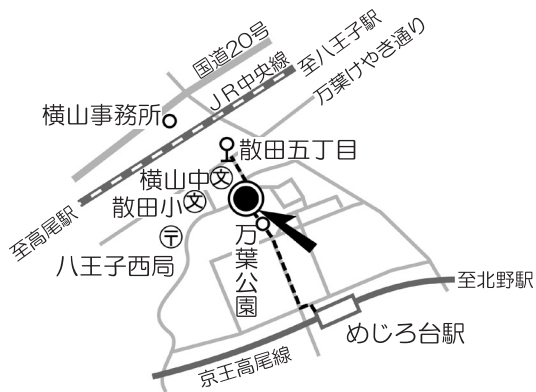 国道20号
JR中央線
至八王子駅
万葉けやき通り
横山事務所
散田五丁目
横山中文
散田小文
至高尾駅
〒
八王子西局
万葉公園
至北野駅
めじろ台駅
京王高尾線